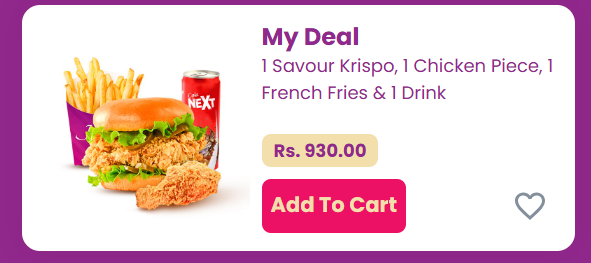 My Deal
1 Savour Krispo, 1 Chicken Piece, 1
French Fries & 1 Drink
Rs. 930.00
Add To Cart
NEXT